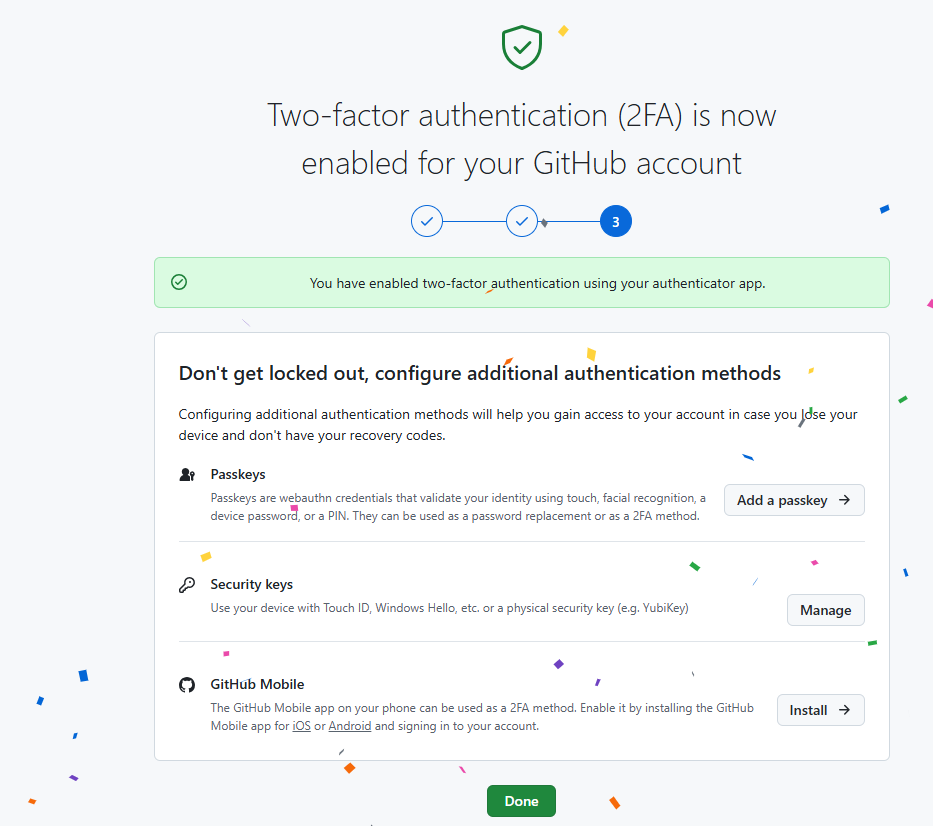 Two-factor authentication (2FA) is now
enabled for your GitHub account
3
You have enabled two-factor authentication using your authenticator app.
Don't get locked out, configure additional authentication methods
Configuring additional authentication methods will help you gain access to your account in case you lose your
device and don't have your recovery codes.
Passkeys
Passkeys are webauthn credentials that validate your identity using touch, facial recognition, a
device password, or a PIN. They can be used as a password replacement or as a 2FA method.
Add a passkey
Security keys
Use your device with Touch ID, Windows Hello, etc. or a physical security key (e.g. YubiKey)
Manage
GitHub Mobile
The GitHub Mobile app on your phone can be used as a 2FA method. Enable it by installing the GitHub
Mobile app for iOS or Android and signing in to your account.
Install
Done